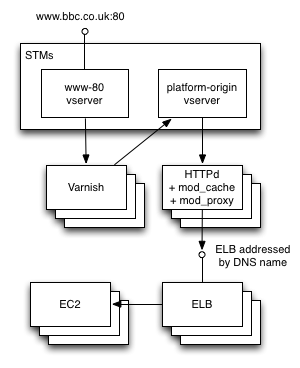 www.bbc.co.uk:80
STMs
www-80
vserver
platform-origin
vserver
Varnish
HTTPd
+ mod_cache
+ mod_proxy
ELB addressed
by DNS name
EC2
ELB